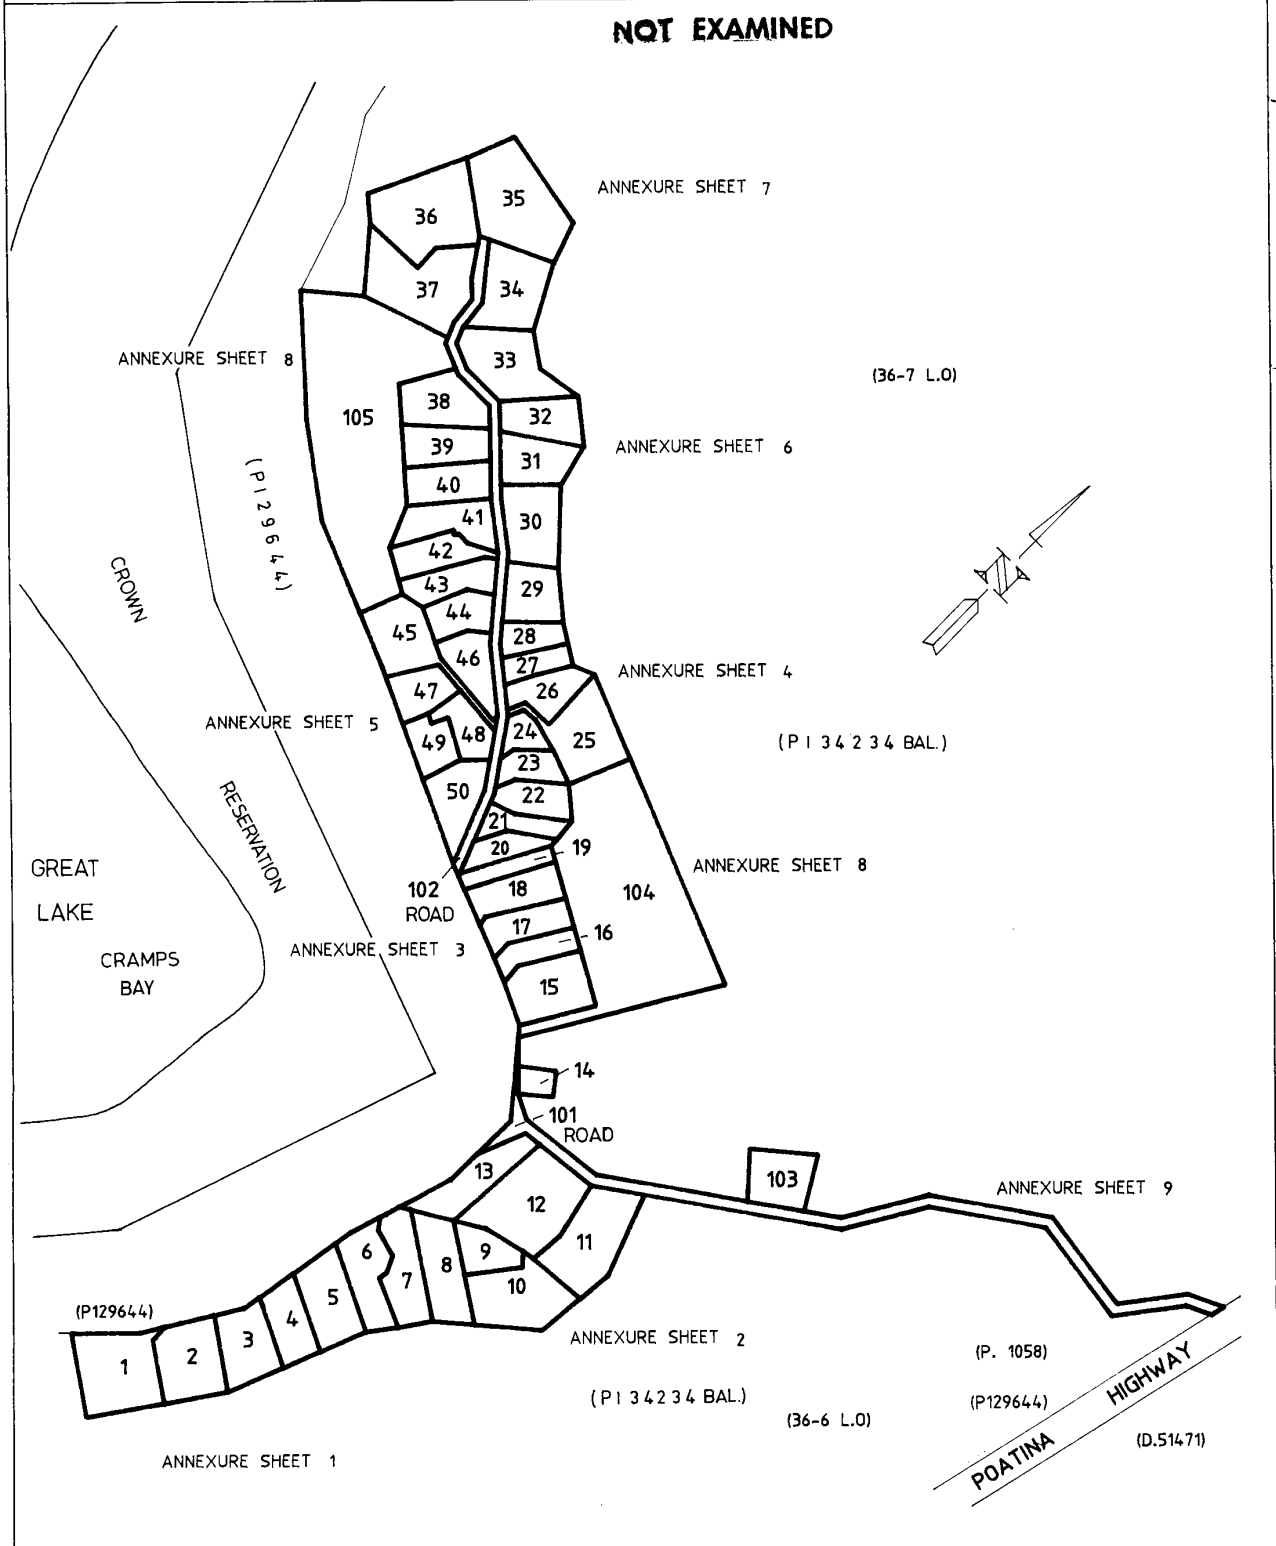 NOT EXAMINED
ANNEXURE SHEET 7
35
36
37
34
ANNEXURE SHEET 8
33
(36-7 L.O)
38
32
105
39
31
ANNEXURE SHEET 6
40
41
30
(P129644)
42
43
29
44
28
45
46
27
ANNEXURE SHEET 4
47
26
ANNEXURE SHEET 5
48
24
25
49
23
(P134234 BAL.)
50
22
21
20
19
CROWN
RESERVATION
GREAT
LAKE
102
ROAD
18
104
ANNEXURE SHEET 8
17
16
ANNEXURE SHEET 3
CRAMPS
BAY
15
14
101
ROAD
13
103
12
ANNEXURE SHEET 9
11
6
9
8
7
10
5
4
(P129644)
3
2
1
ANNEXURE SHEET 2
(P. 1058)
(P134234 BAL.)
(P129644)
(36-6 L.O)
POATINA HIGHWAY
(D.51471)
ANNEXURE SHEET 1